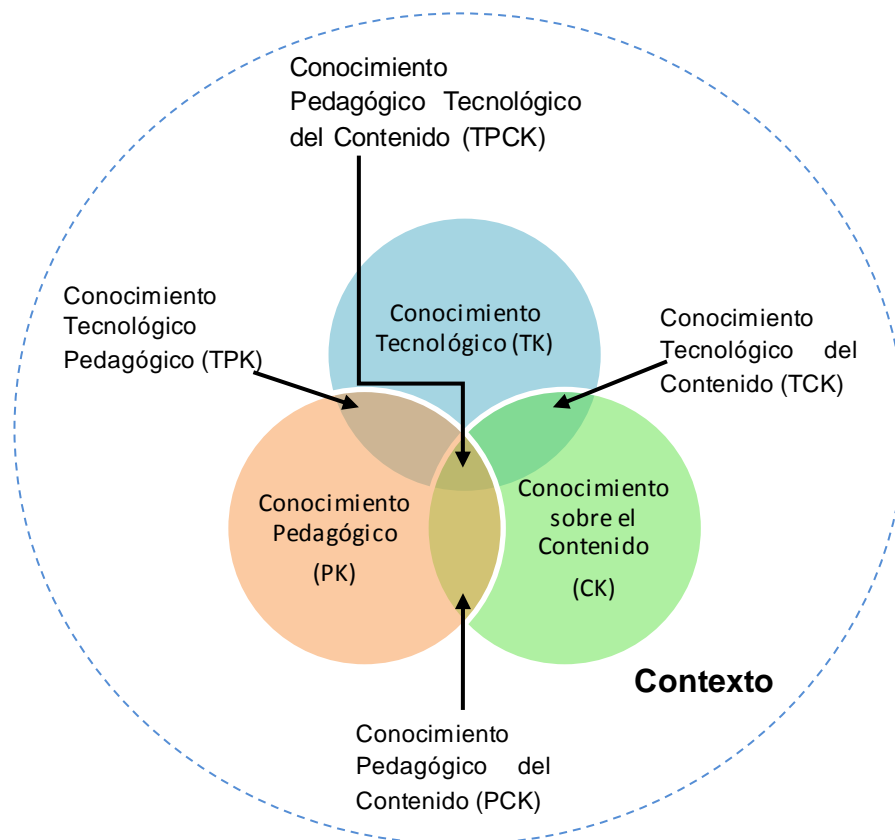 Conocimiento
Pedagógico Tecnológico
del Contenido (TPCK)
Conocimiento
Tecnológico
Pedagógico (TPK)
Conocimiento
Tecnológico (TK)
Conocimiento
Tecnológico del
Contenido (TCK)
Conocimiento
Pedagógico
(PK)
Conocimiento
sobre el
Contenido
(CK)
Contexto
Conocimiento
Pedagógico del
Contenido (PCK)